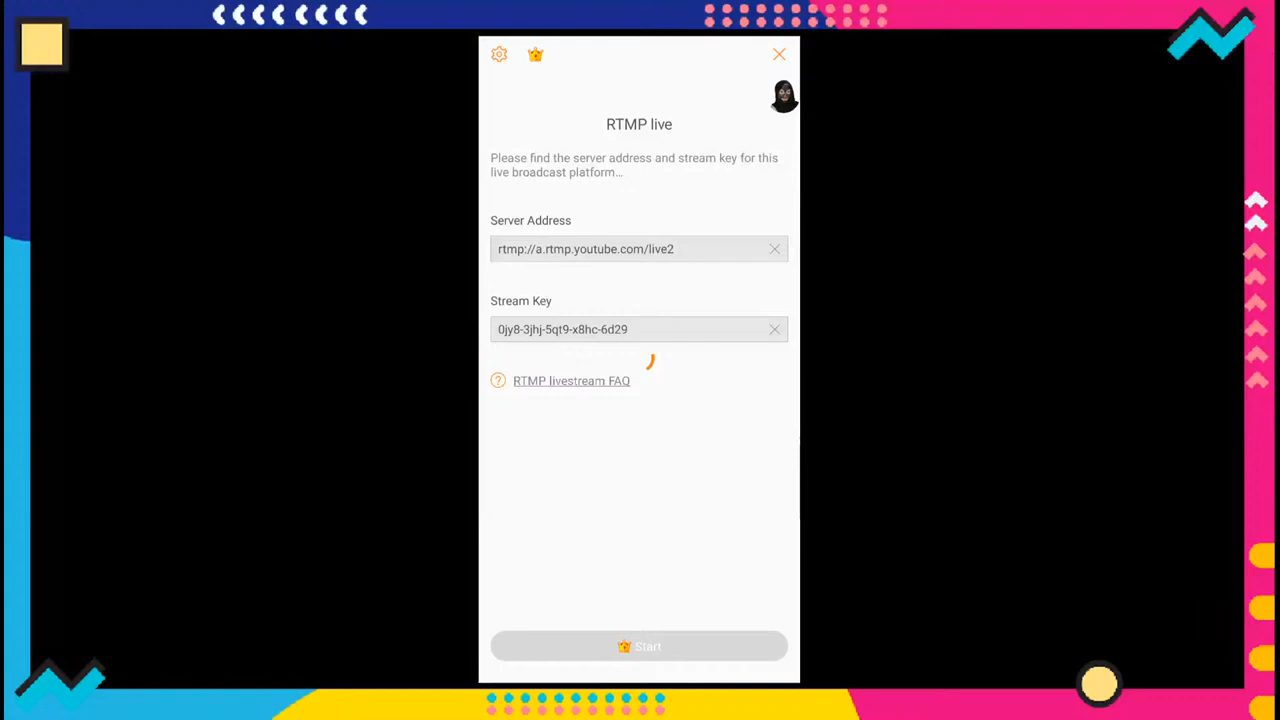 RTMP live
Please find the server address and stream key for this
live broadcast platform...
Server Address
rtmp://a.rtmp.youtube.com/live2
Stream Key
0jy8-3jhj-5qt9-x8hc-6d29
RTMP livestream FAQ
Start